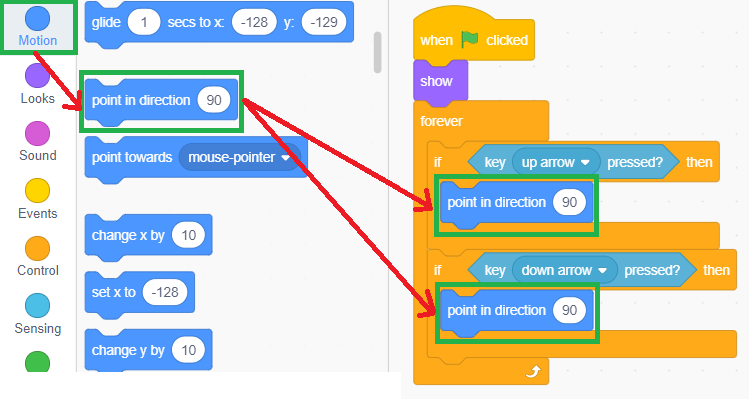 Motion
Looks
Sound
Events
Control
Sensing
glide 1 secs to x: -128 y: -129
point in direction 90
point towards mouse-pointer
change x by 10
set x to -128
change y by 10
when clicked
show
forever
if key up arrow pressed? then
point in direction 90
if key down arrow pressed? then
point in direction 90